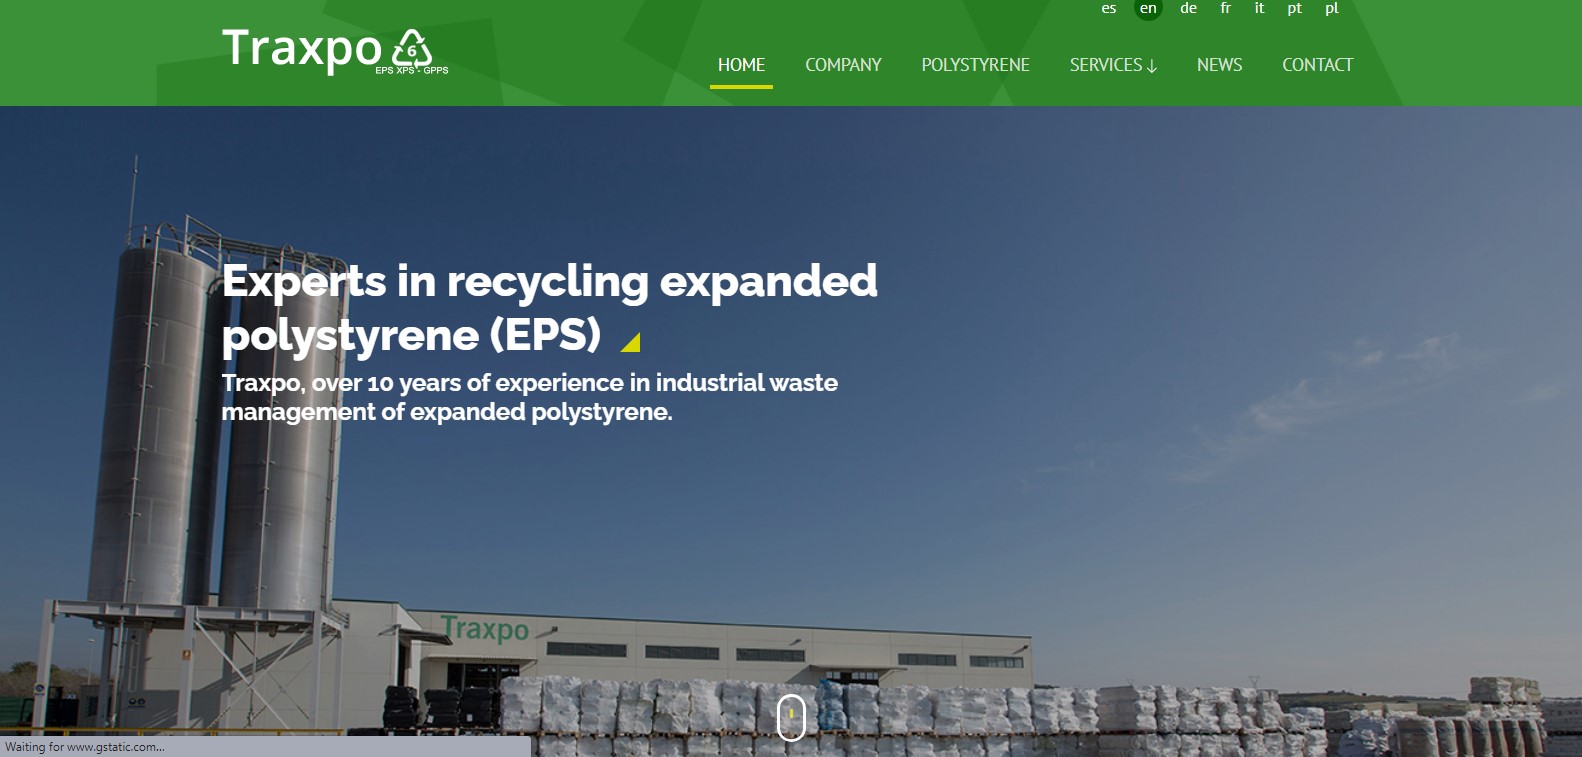 es en de fr it pt pl
Traxpo 6
EPS XPS - GPPS
HOME COMPANY POLYSTYRENE SERVICES ↓ NEWS CONTACT
Experts in recycling expanded
polystyrene (EPS)
Traxpo, over 10 years of experience in industrial waste
management of expanded polystyrene.
Traxpo
Waiting for www.gstatic.com...